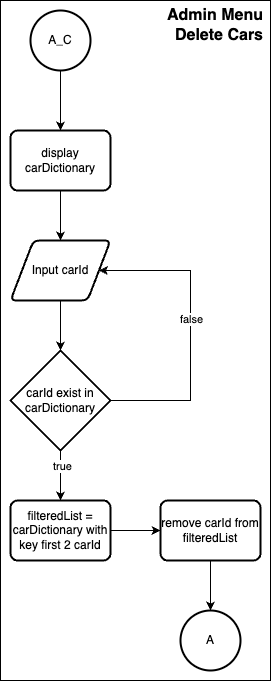 Admin Menu
Delete Cars
A_C
display
carDictionary
Input carId
false
carId exist in
carDictionary
true
filteredList =
carDictionary with
key first 2 carId
remove carId from
filteredList
A